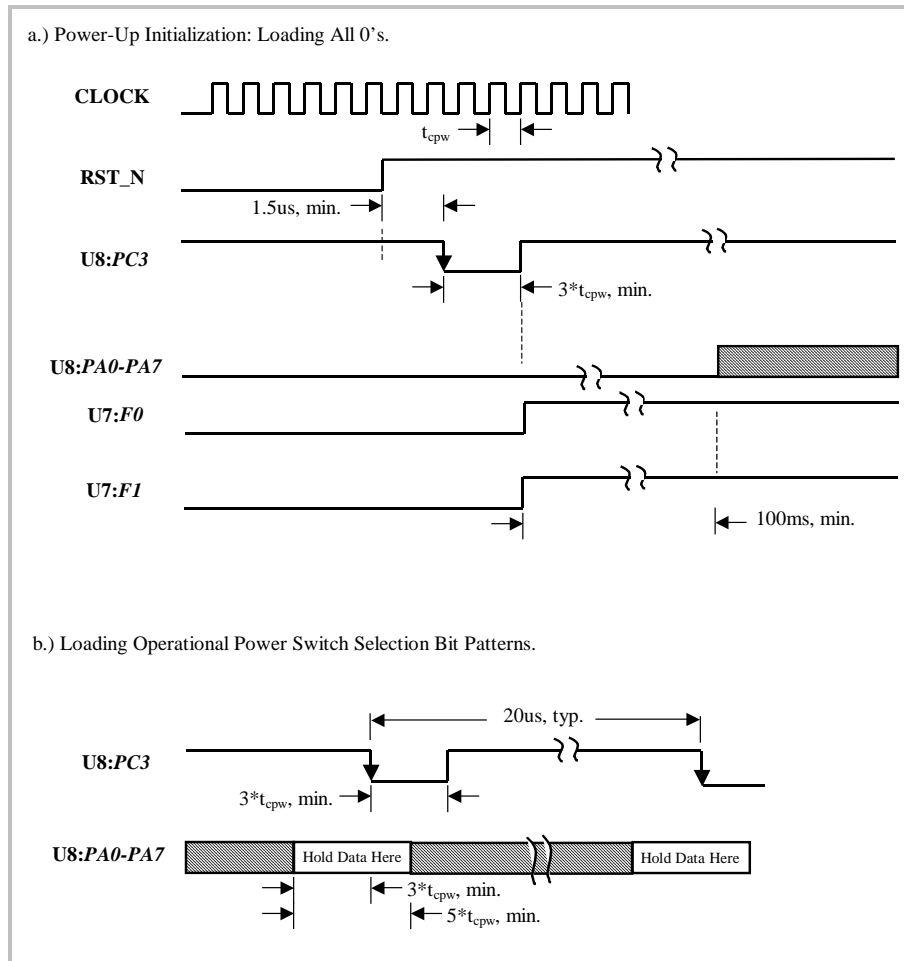 a.) Power-Up Initialization: Loading All 0's.
CLOCK
tcpw
RST_N
1.5us, min.
U8:PC3
3*tcpw, min.
U8:PA0-PA7
U7:F0
U7:F1
100ms, min.
b.) Loading Operational Power Switch Selection Bit Patterns.
20us, typ.
U8:PC3
3*tcpw, min.
U8:PA0-PA7
Hold Data Here
Hold Data Here
3*tcpw, min.
5*tcpw, min.